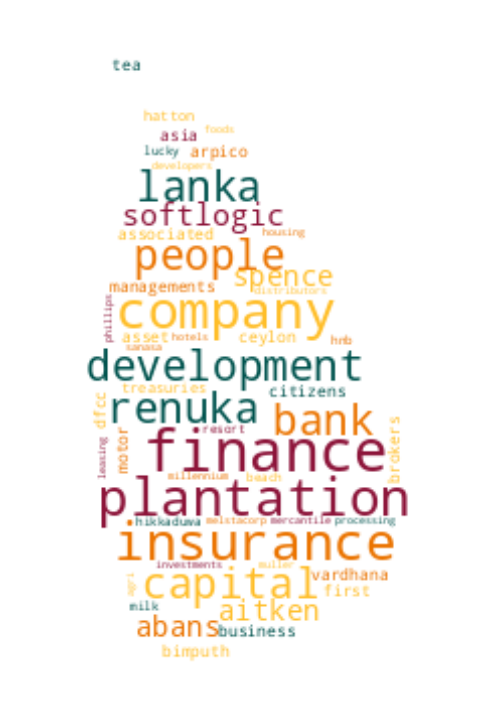 tea
hatton
foods
asia
lucky arpico
developers
lanka
softlogic
associated housing
people
spence
managements distributors
company
phillips
asset hotels ceylon hnb
sanasa
development
treasuries citizens
dfcc renuka bank
motor resort brokers
leasing finance
millennium beach
plantation
hikkaduwa melstacorp mercantile processing
insurance
investments muller
agri capital vardhana
first
milk aitken
abans business
bimputh